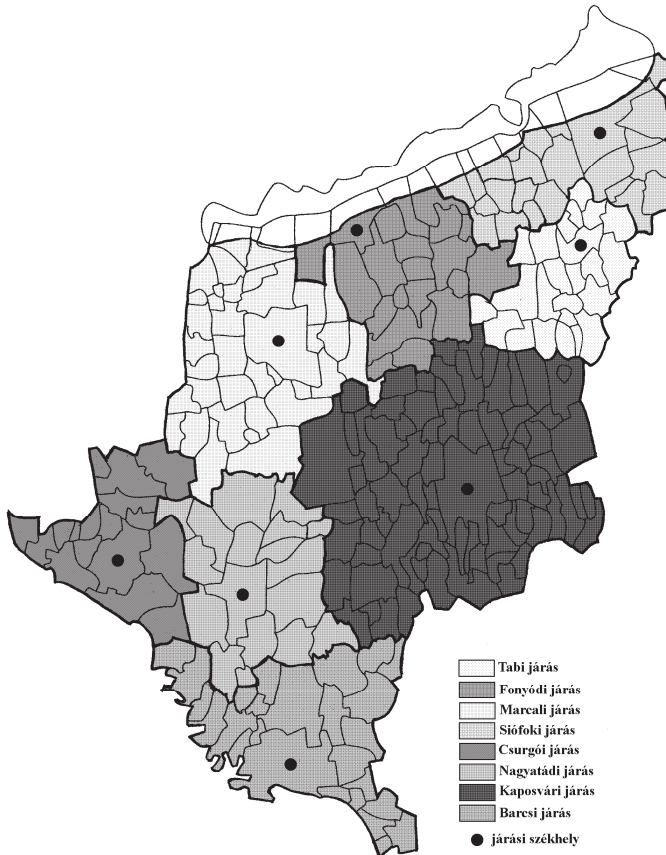 Tabi járás
Fonyódi járás
Marcali járás
Siófoki járás
Csurgói járás
Nagyatádi járás
Kaposvári járás
Barcsi járás
járási székhely